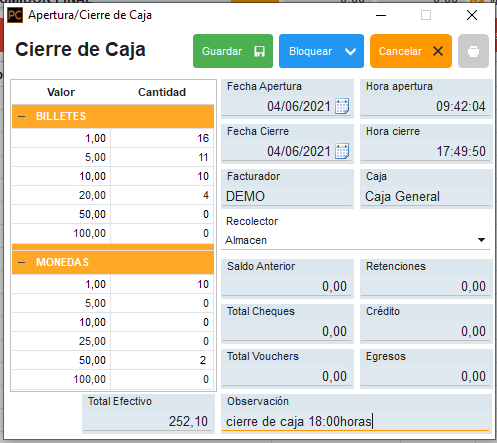 PC Apertura/Cierre de Caja
Cierre de Caja
Guardar Bloquear Cancelar
Valor Cantidad
BILLETES
1,00 16
5,00 11
10,00 10
20,00 4
50,00 0
100,00 0
MONEDAS
1,00 10
5,00 0
10,00 0
25,00 0
50,00 2
100,00 0
Fecha Apertura Hora apertura
04/06/2021 09:42:04
Fecha Cierre Hora cierre
04/06/2021 17:49:50
Facturador Caja
DEMO Caja General
Recolector
Almacen
Saldo Anterior Retenciones
0,00 0,00
Total Cheques Crédito
0,00 0,00
Total Vouchers Egresos
0,00 0,00
Total Efectivo Observación
252,10 cierre de caja 18:00horas